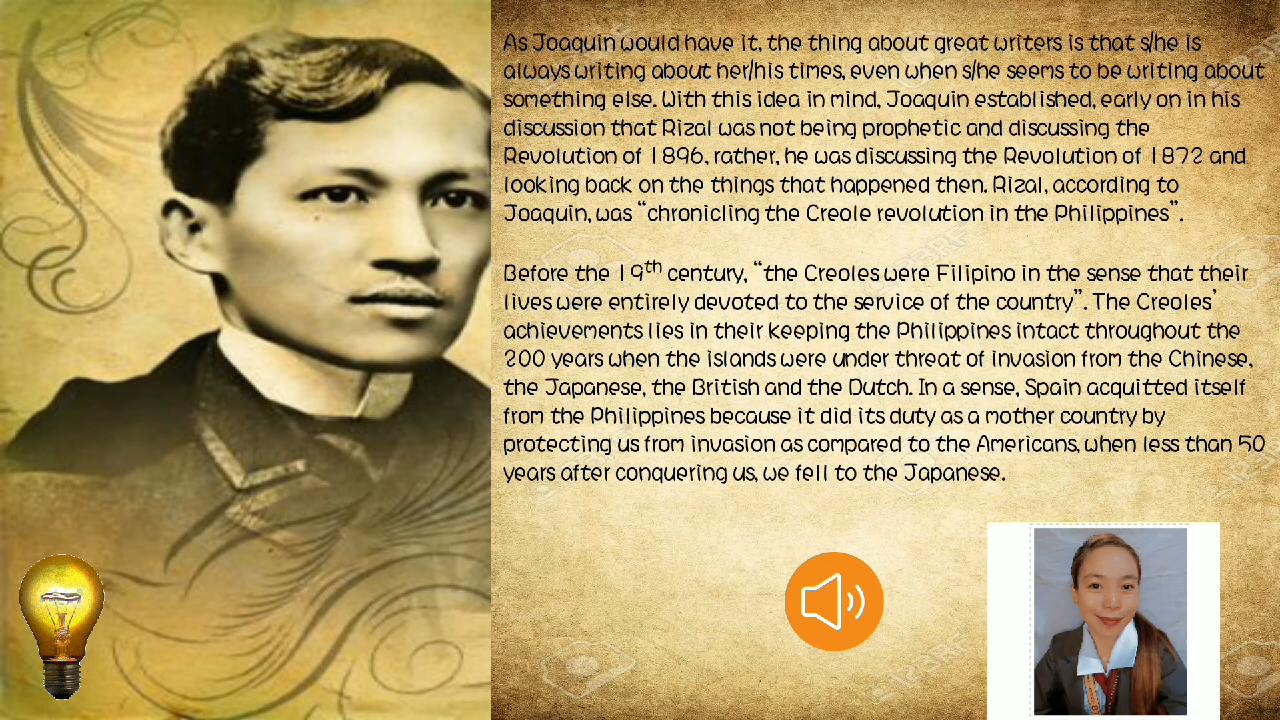 As Joaquin would have it, the thing about great writers is that s/he is
always writing about her/his times, even when s/he seems to be writing about
something else. With this idea in mind, Joaquin established, early on in his
discussion that Rizal was not being prophetic and discussing the
Revolution of 1896, rather, he was discussing the Revolution of 1872 and
looking back on the things that happened then. Rizal, according to
Joaquin, was “chronicling the Creole revolution in the Philippines”.
Before the 19th century, “the Creoles were Filipino in the sense that their
lives were entirely devoted to the service of the country”. The Creoles’
achievements lies in their keeping the Philippines intact throughout the
200 years when the islands were under threat of invasion from the Chinese,
the Japanese, the British and the Dutch. In a sense, Spain acquitted itself
from the Philippines because it did its duty as a mother country by
protecting us from invasion as compared to the Americans, when less than 50
years after conquering us, we fell to the Japanese.